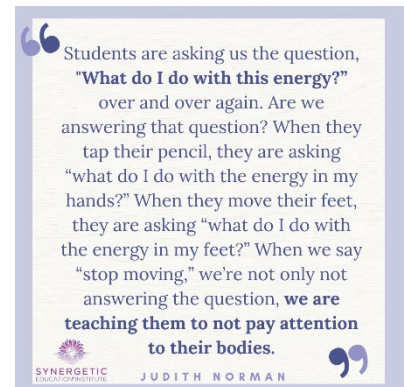 Students are asking us the question,
"What do I do with this energy?”
over and over again. Are we
answering that question? When they
tap their pencil, they are asking
“what do I do with the energy in my
hands?” When they move their feet,
they are asking “what do I do with
the energy in my feet?” When we say
“stop moving,” we’re not only not
answering the question, we are
teaching them to not pay attention
to their bodies.
SYNERGETIC
EDUCATION INSTITUTE
JUDITH NORMAN